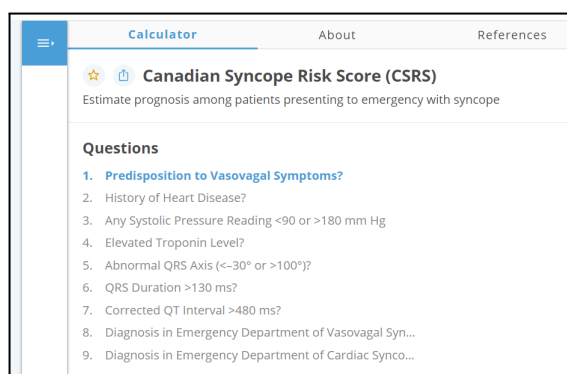 Calculator About References
Canadian Syncope Risk Score (CSRS)
Estimate prognosis among patients presenting to emergency with syncope
Questions
1. Predisposition to Vasovagal Symptoms?
2. History of Heart Disease?
3. Any Systolic Pressure Reading <90 or >180 mm Hg
4. Elevated Troponin Level?
5. Abnormal QRS Axis (<–30° or >100°)?
6. QRS Duration >130 ms?
7. Corrected QT Interval >480 ms?
8. Diagnosis in Emergency Department of Vasovagal Syn...
9. Diagnosis in Emergency Department of Cardiac Synco...